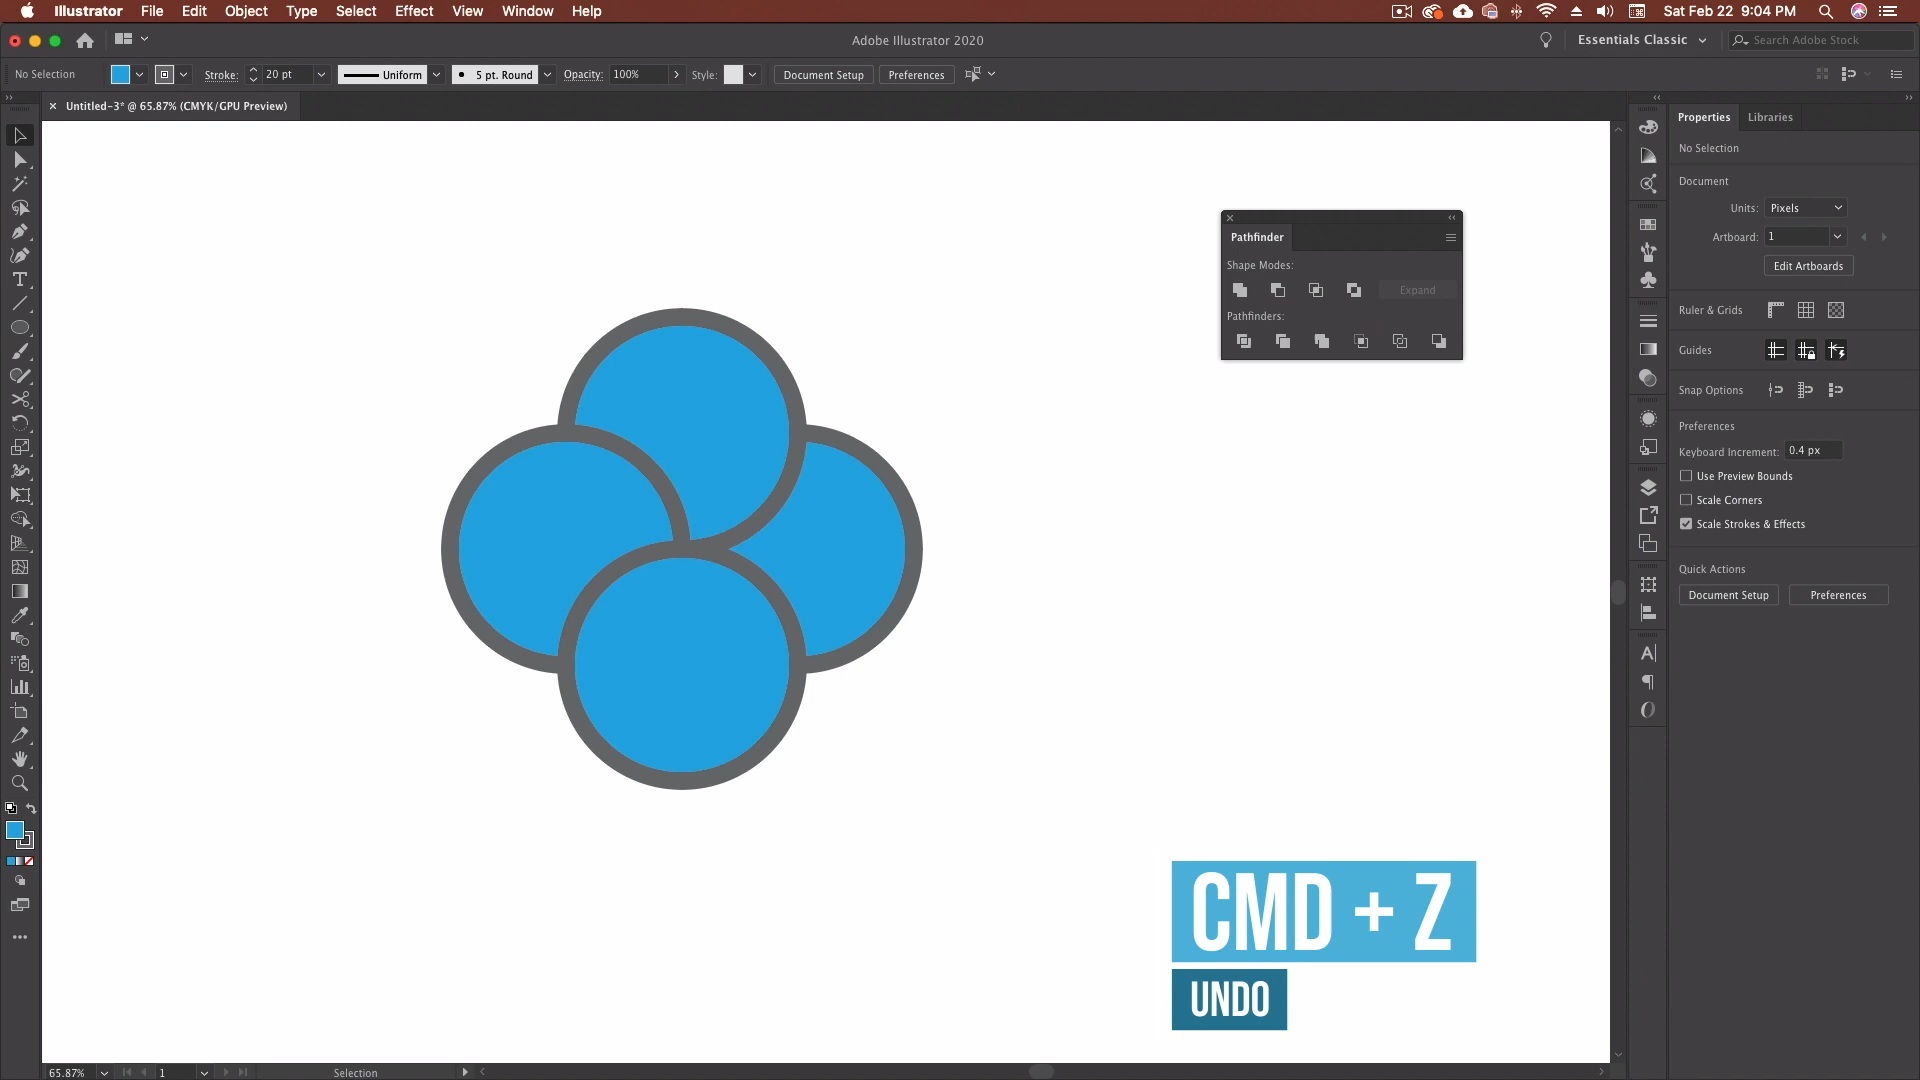 Illustrator File Edit Object Type Select Effect View Window Help
Sat Feb 22 9:04 PM
Adobe Illustrator 2020
Essentials Classic
Search Adobe Stock
No Selection
Stroke: 20 pt
Uniform
5 pt. Round
Opacity: 100%
Style:
Document Setup
Preferences
Untitled-3* @ 65.87% (CMYK/GPU Preview)
Pathfinder
Shape Modes:
Expand
Pathfinders:
Properties Libraries
No Selection
Document
Units: Pixels
Artboard: 1
Edit Artboards
Ruler & Grids
Guides
Snap Options
Preferences
Keyboard Increment: 0.4 px
Use Preview Bounds
Scale Corners
Scale Strokes & Effects
Quick Actions
Document Setup Preferences
CMD + Z
UNDO
65.87% 1 Selection